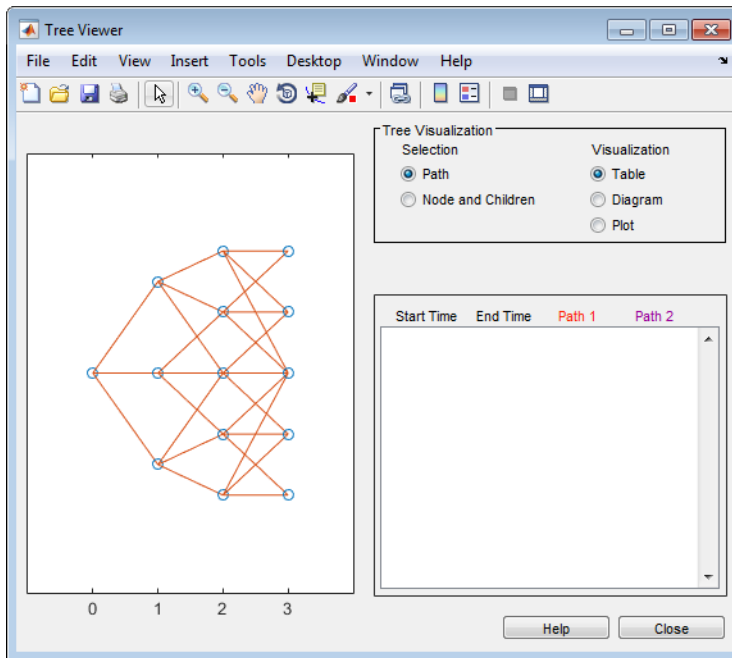 Tree Viewer
File Edit View Insert Tools Desktop Window Help
Tree Visualization
Selection Visualization
Path Table
Node and Children Diagram
Plot
Start Time End Time Path 1 Path 2
0 1 2 3
Help Close